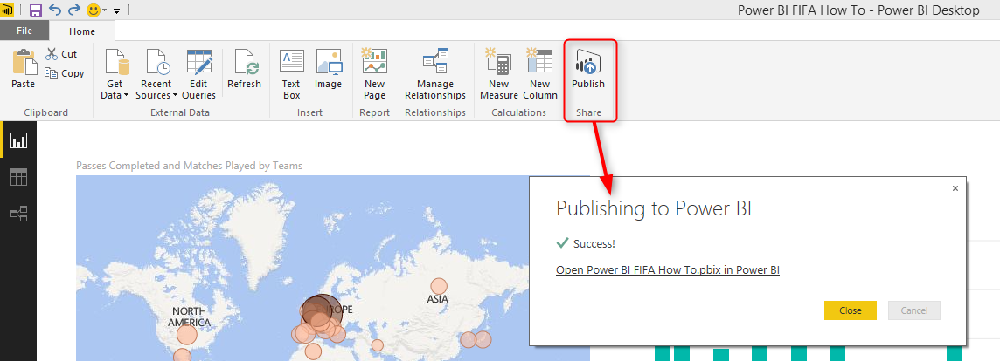 Power BI FIFA How To - Power BI Desktop
File
Home
Paste
Cut
Copy
Clipboard
Get
Data
Recent
Sources
Edit
Queries
Refresh
External Data
Text
Box
Image
Insert
New
Page
Report
Manage
Relationships
Relationships
New
Measure
New
Column
Calculations
Publish
Share
Passes Completed and Matches Played by Teams
NORTH
AMERICA
ASIA
Publishing to Power BI
Success!
Open Power BI FIFA How To.pbix in Power BI
Close
Cancel